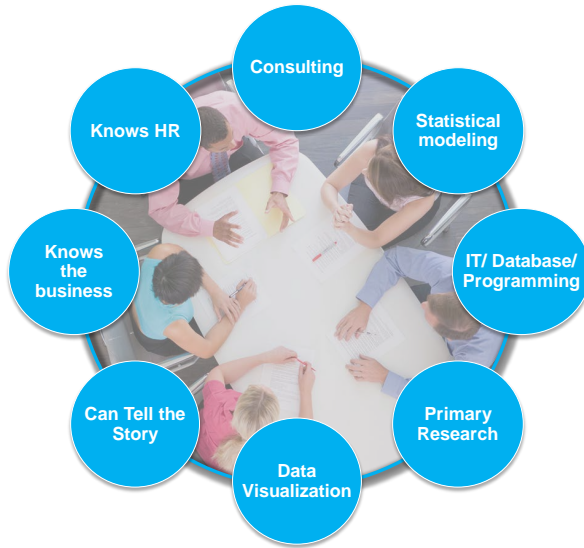 Consulting
Statistical
modeling
IT/ Database/
Programming
Primary
Research
Data
Visualization
Can Tell the
Story
Knows
the
business
Knows HR